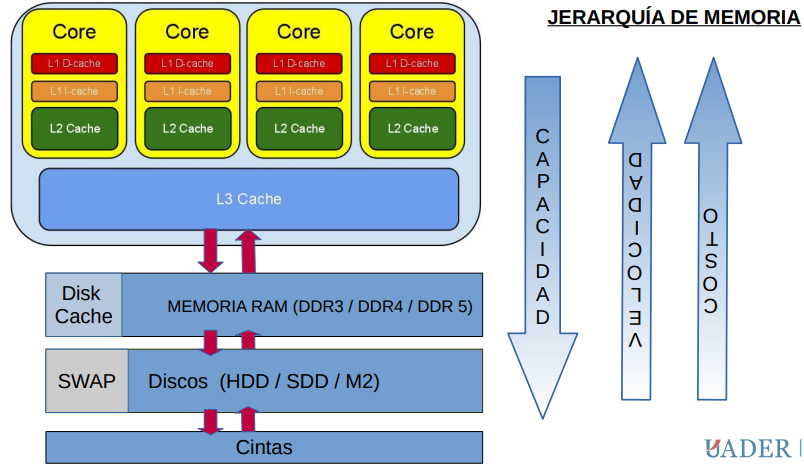 JERARQUÍA DE MEMORIA
Core
L1 D-cache
L1 I-cache
L2 Cache
Core
L1 D-cache
L1 I-cache
L2 Cache
Core
L1 D-cache
L1 I-cache
L2 Cache
Core
L1 D-cache
L1 I-cache
L2 Cache
L3 Cache
Disk
Cache
MEMORIA RAM (DDR3 / DDR4 / DDR 5)
SWAP
Discos (HDD / SDD / M2)
Cintas
CAPACIDAD
VELOCIDAD
COSTO
UADER